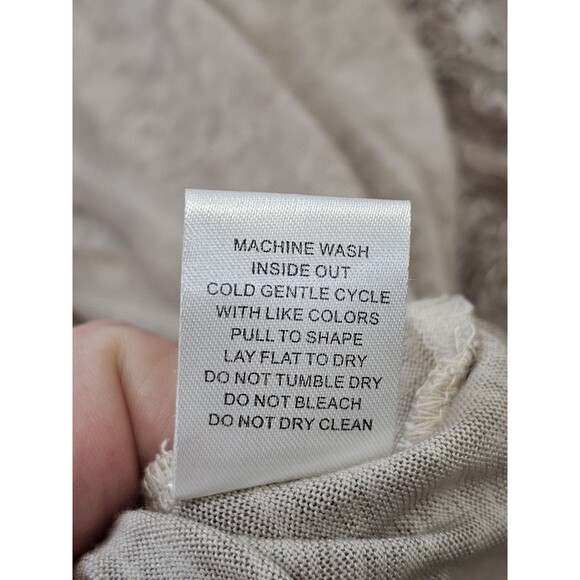 MACHINE WASH
INSIDE OUT
COLD GENTLE CYCLE
WITH LIKE COLORS
PULL TO SHAPE
LAY FLAT TO DRY
DO NOT TUMBLE DRY
DO NOT BLEACH
DO NOT DRY CLEAN